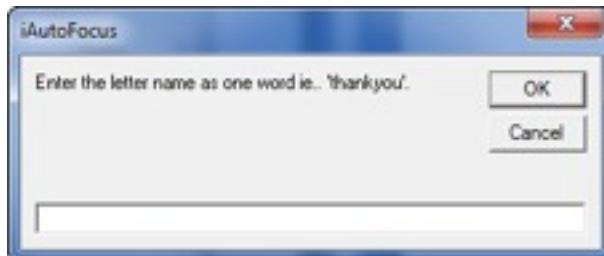 iAutoFocus
Enter the letter name as one word ie.. 'thankyou'.
OK
Cancel